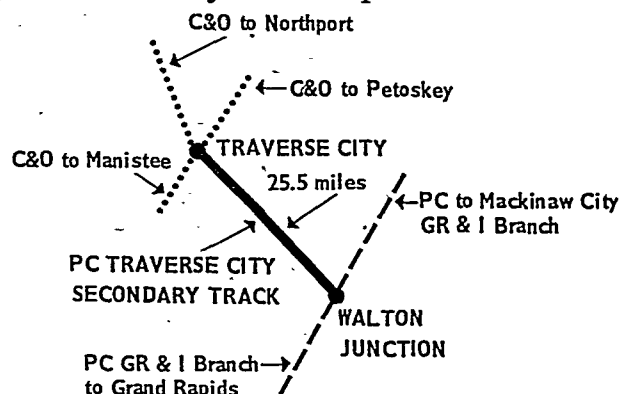 C&O to Northport
C&O to Petoskey
TRAVERSE CITY
C&O to Manistee
25.5 miles
PC to Mackinaw City
GR & I Branch
PC TRAVERSE CITY
SECONDARY TRACK
WALTON
JUNCTION
PC GR & I Branch
to Grand Rapids